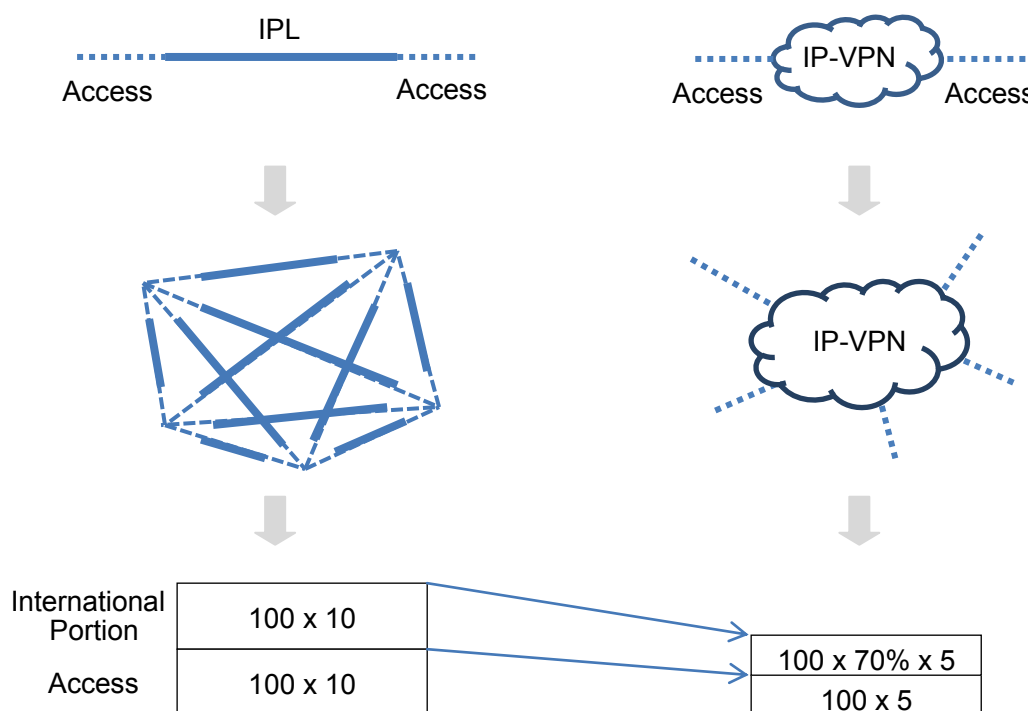 IPL
Access
Access
IP-VPN
Access
Access
IP-VPN
International
Portion
100 x 10
100 x 70% x 5
Access
100 x 10
100 x 5